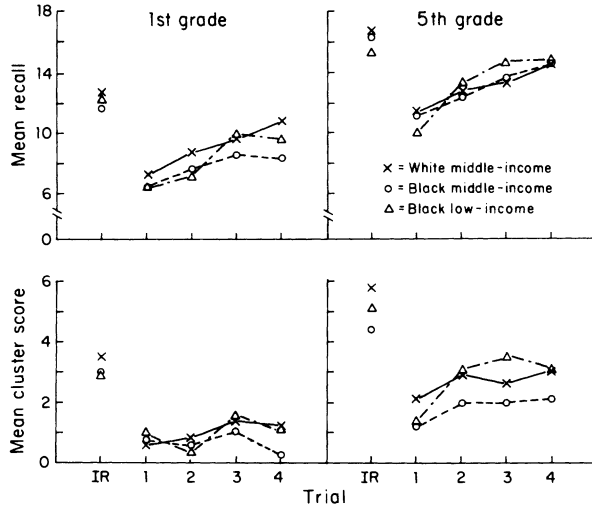 1st grade
5th grade
Mean recall
18
14
10
6
0
× = White middle-income
○ = Black middle-income
△ = Black low-income
Mean cluster score
6
4
2
0
IR 1 2 3 4
IR 1 2 3 4
Trial